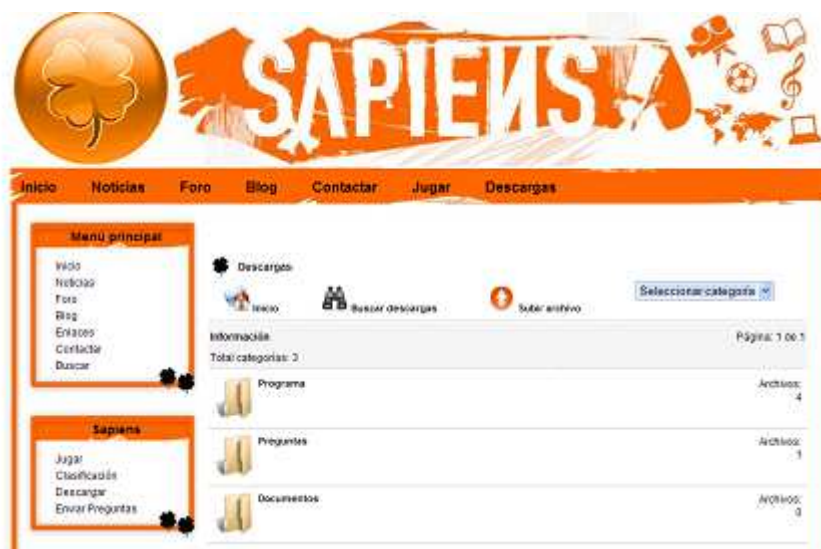 SAPIENS
Inicio Noticias Foro Blog Contactar Jugar Descargas
Menú principal
Inicio
Noticias
Foro
Blog
Enlaces
Contactar
Buscar
Sapiens
Jugar
Clasificación
Descargar
Enviar Preguntas
Descargas
Inicio Buscar descargas Subir archivo Seleccionar categoría
Información Página: 1 de 1
Total categorías: 3
Programa Archivos: 4
Preguntas Archivos: 1
Documentos Archivos: 0